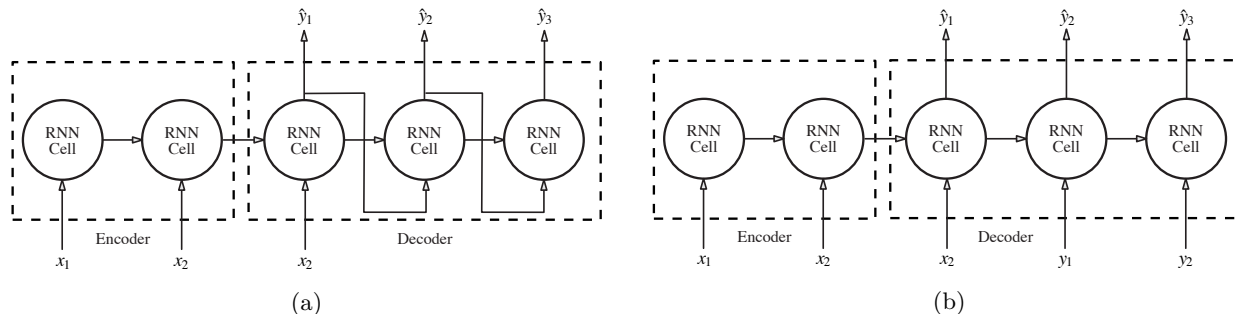 ŷ₁ ŷ₂ ŷ₃
RNN Cell RNN Cell RNN Cell RNN Cell RNN Cell
Encoder Decoder
x₁ x₂ x₂
(a)
ŷ₁ ŷ₂ ŷ₃
RNN Cell RNN Cell RNN Cell RNN Cell RNN Cell
Encoder Decoder
x₁ x₂ x₂ y₁ y₂
(b)